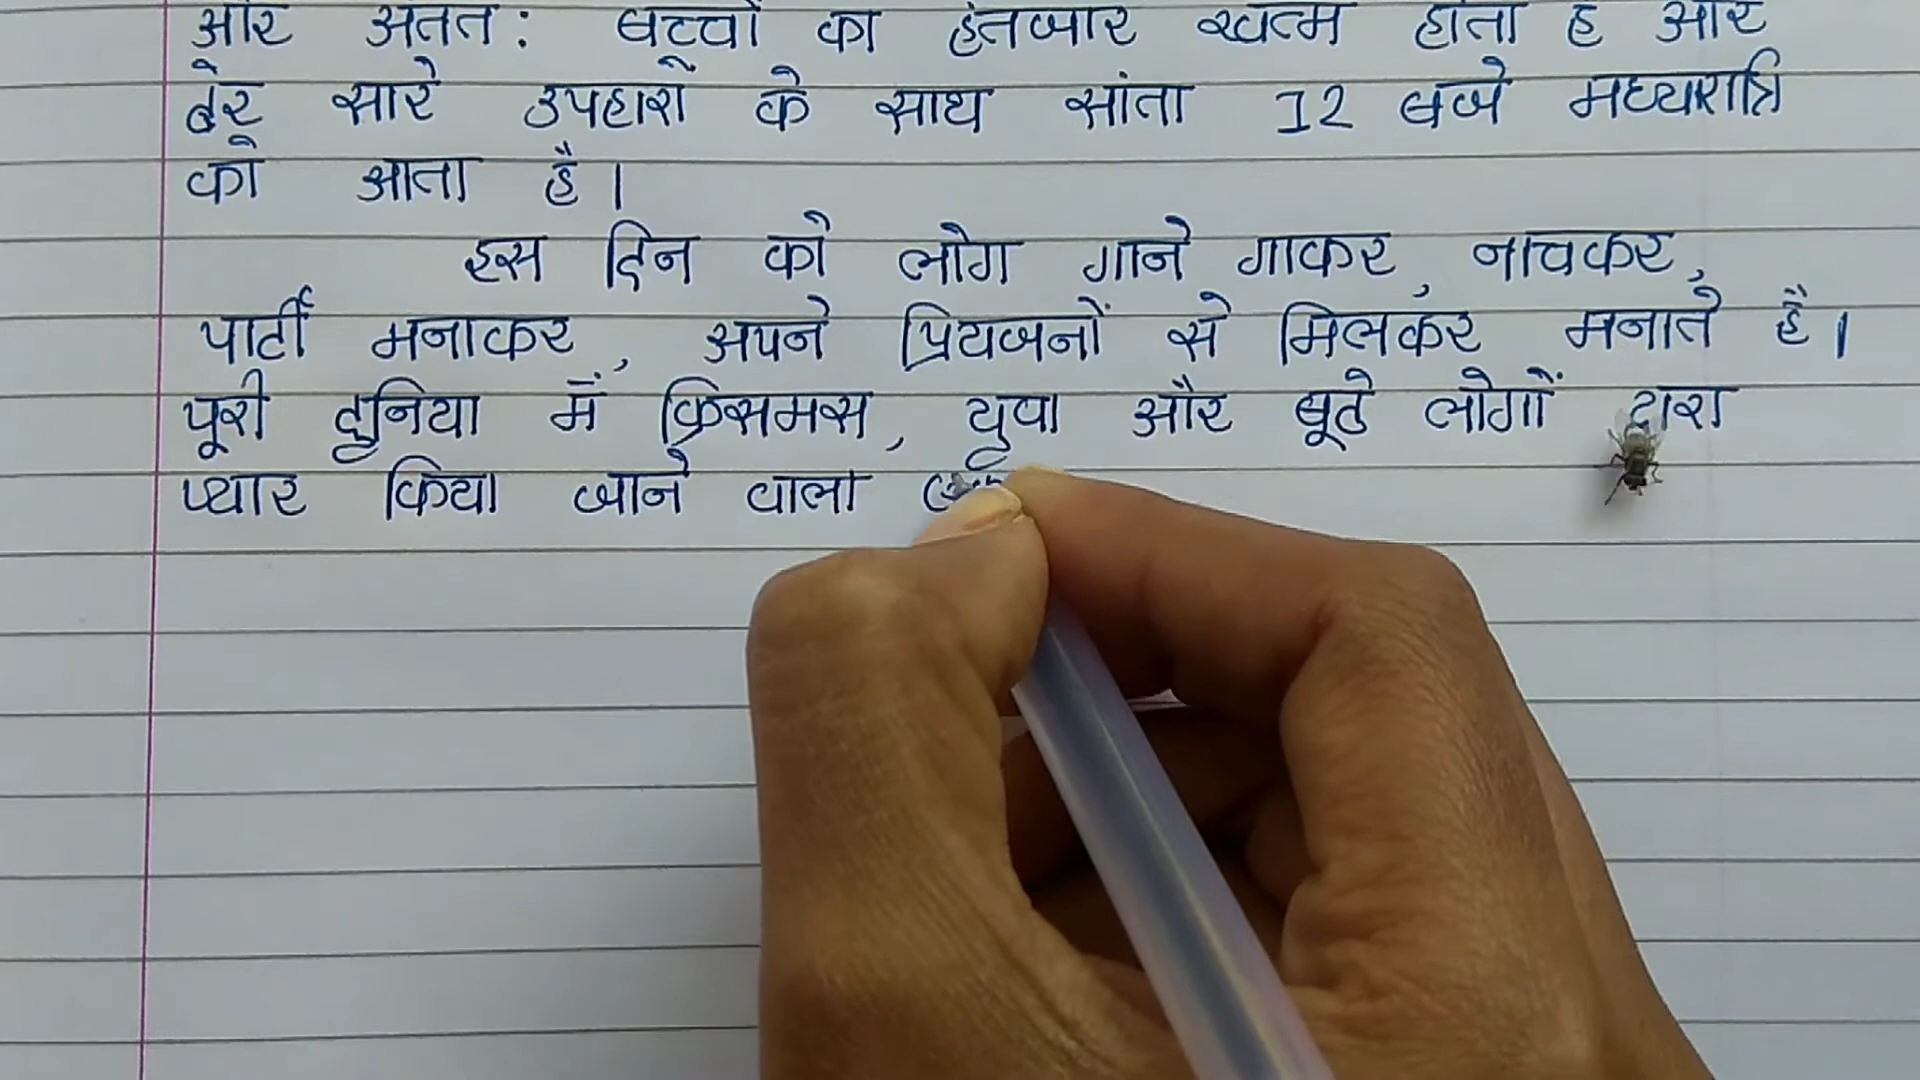 और अंततः बच्चों का इंतजार खत्म होता है और
ढेर सारे उपहारों के साथ सांता 12 बजे मध्यरात्रि
को आता है।
इस दिन को लोग गाने गाकर, नाचकर,
पार्टी मनाकर, अपने प्रियजनों से मिलकर मनाते हैं।
पूरी दुनिया में क्रिसमस, युवा और बूढे लोगों द्वारा
प्यार किया जाने वाला